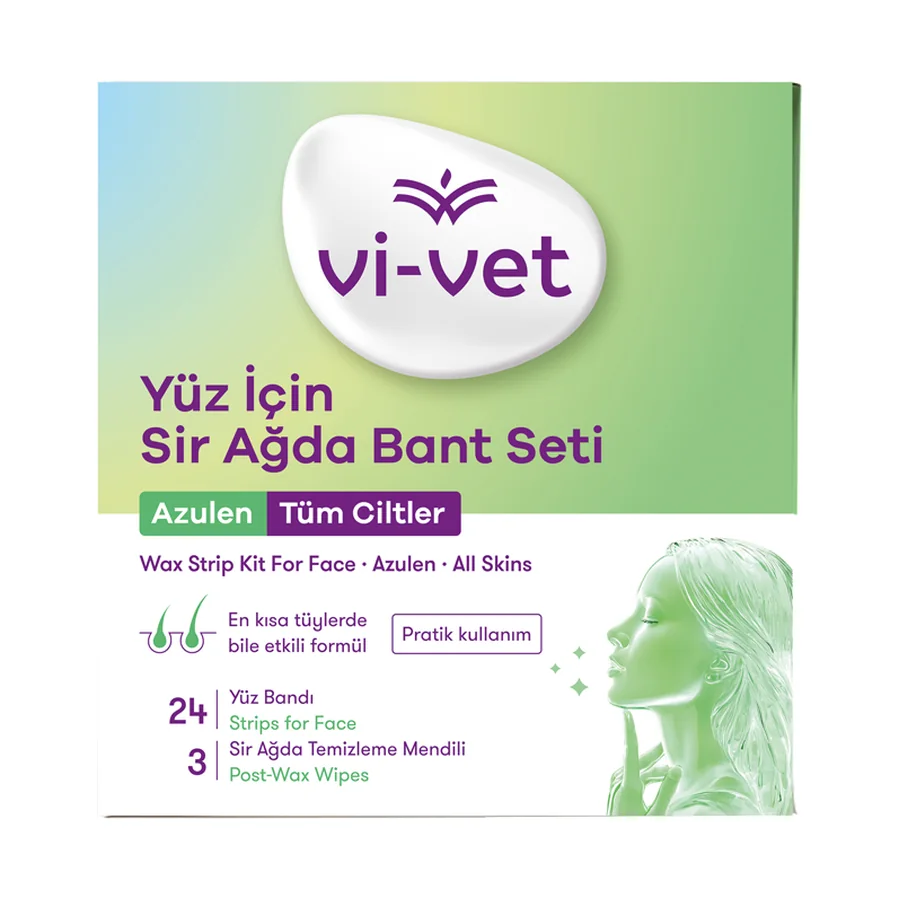 vi-vet
Yüz İçin
Sir Ağda Bant Seti
Azulen Tüm Ciltler
Wax Strip Kit For Face · Azulen · All Skins
En kısa tüylerde
bile etkili formül
Pratik kullanım
24 Yüz Bandı
Strips for Face
3 Sir Ağda Temizleme Mendili
Post-Wax Wipes